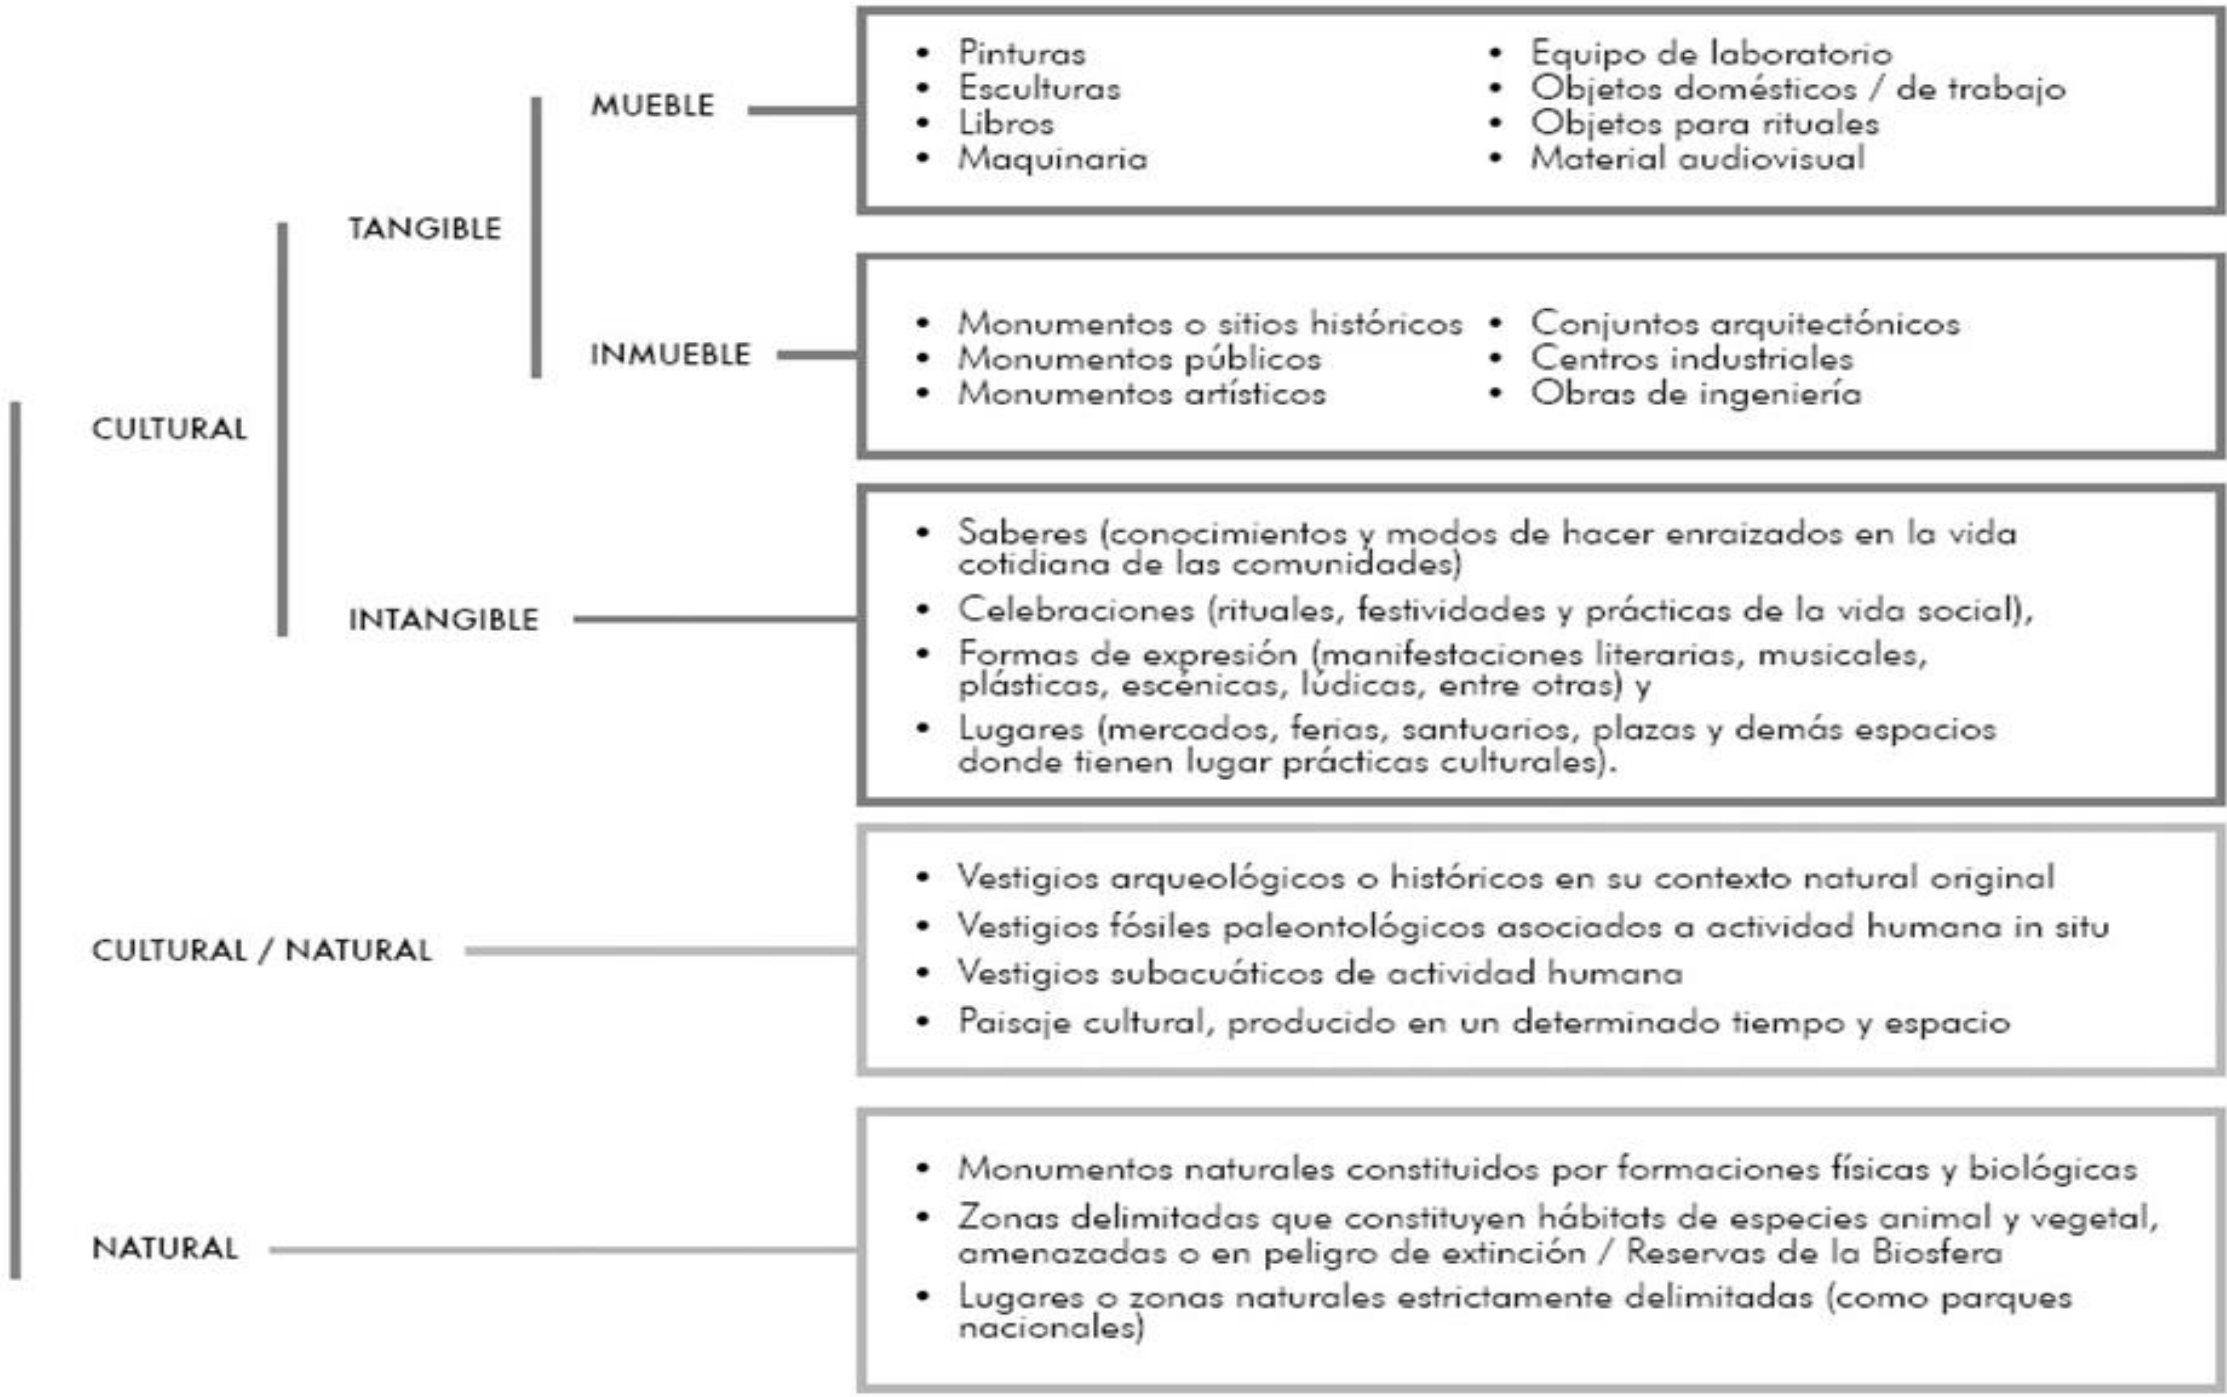 MUEBLE
• Pinturas
• Esculturas
• Libros
• Maquinaria
• Equipo de laboratorio
• Objetos domésticos / de trabajo
• Objetos para rituales
• Material audiovisual
TANGIBLE
INMUEBLE
• Monumentos o sitios históricos
• Monumentos públicos
• Monumentos artísticos
• Conjuntos arquitectónicos
• Centros industriales
• Obras de ingeniería
CULTURAL
INTANGIBLE
• Saberes (conocimientos y modos de hacer enraizados en la vida
cotidiana de las comunidades)
• Celebraciones (rituales, festividades y prácticas de la vida social),
• Formas de expresión (manifestaciones literarias, musicales,
plásticas, escénicas, lúdicas, entre otras) y
• Lugares (mercados, ferias, santuarios, plazas y demás espacios
donde tienen lugar prácticas culturales).
CULTURAL / NATURAL
• Vestigios arqueológicos o históricos en su contexto natural original
• Vestigios fósiles paleontológicos asociados a actividad humana in situ
• Vestigios subacuáticos de actividad humana
• Paisaje cultural, producido en un determinado tiempo y espacio
NATURAL
• Monumentos naturales constituidos por formaciones físicas y biológicas
• Zonas delimitadas que constituyen hábitats de especies animal y vegetal,
amenazadas o en peligro de extinción / Reservas de la Biosfera
• Lugares o zonas naturales estrictamente delimitadas (como parques
nacionales)